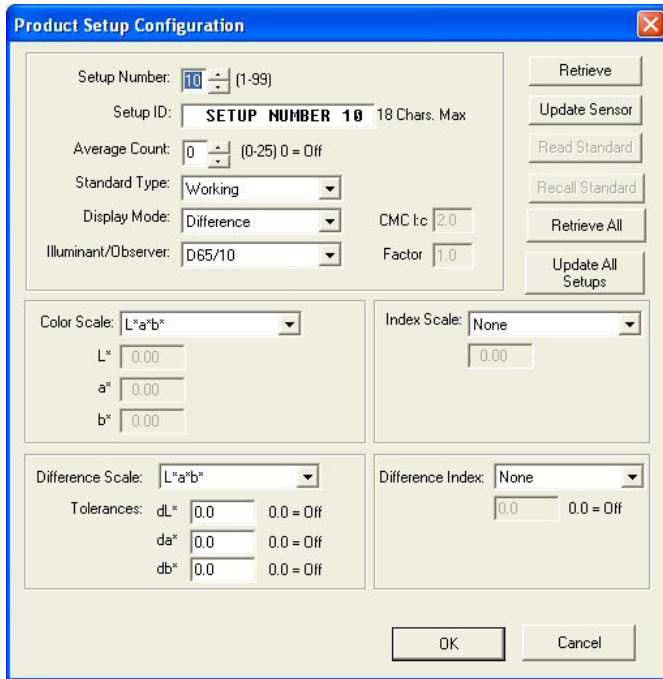 Product Setup Configuration
Setup Number: 10 (1-99)
Retrieve
Setup ID: SETUP NUMBER 10 18 Chars. Max
Update Sensor
Average Count: 0 (0-25) 0 = Off
Read Standard
Standard Type: Working
Recall Standard
Display Mode: Difference CMC l:c 2.0
Retrieve All
Illuminant/Observer: D65/10 Factor 1.0
Update All
Setups
Color Scale: L*a*b*
L* 0.00
a* 0.00
b* 0.00
Index Scale: None
0.00
Difference Scale: L*a*b*
Tolerances: dL* 0.0 0.0 = Off
da* 0.0 0.0 = Off
db* 0.0 0.0 = Off
Difference Index: None
0.0 0.0 = Off
OK
Cancel